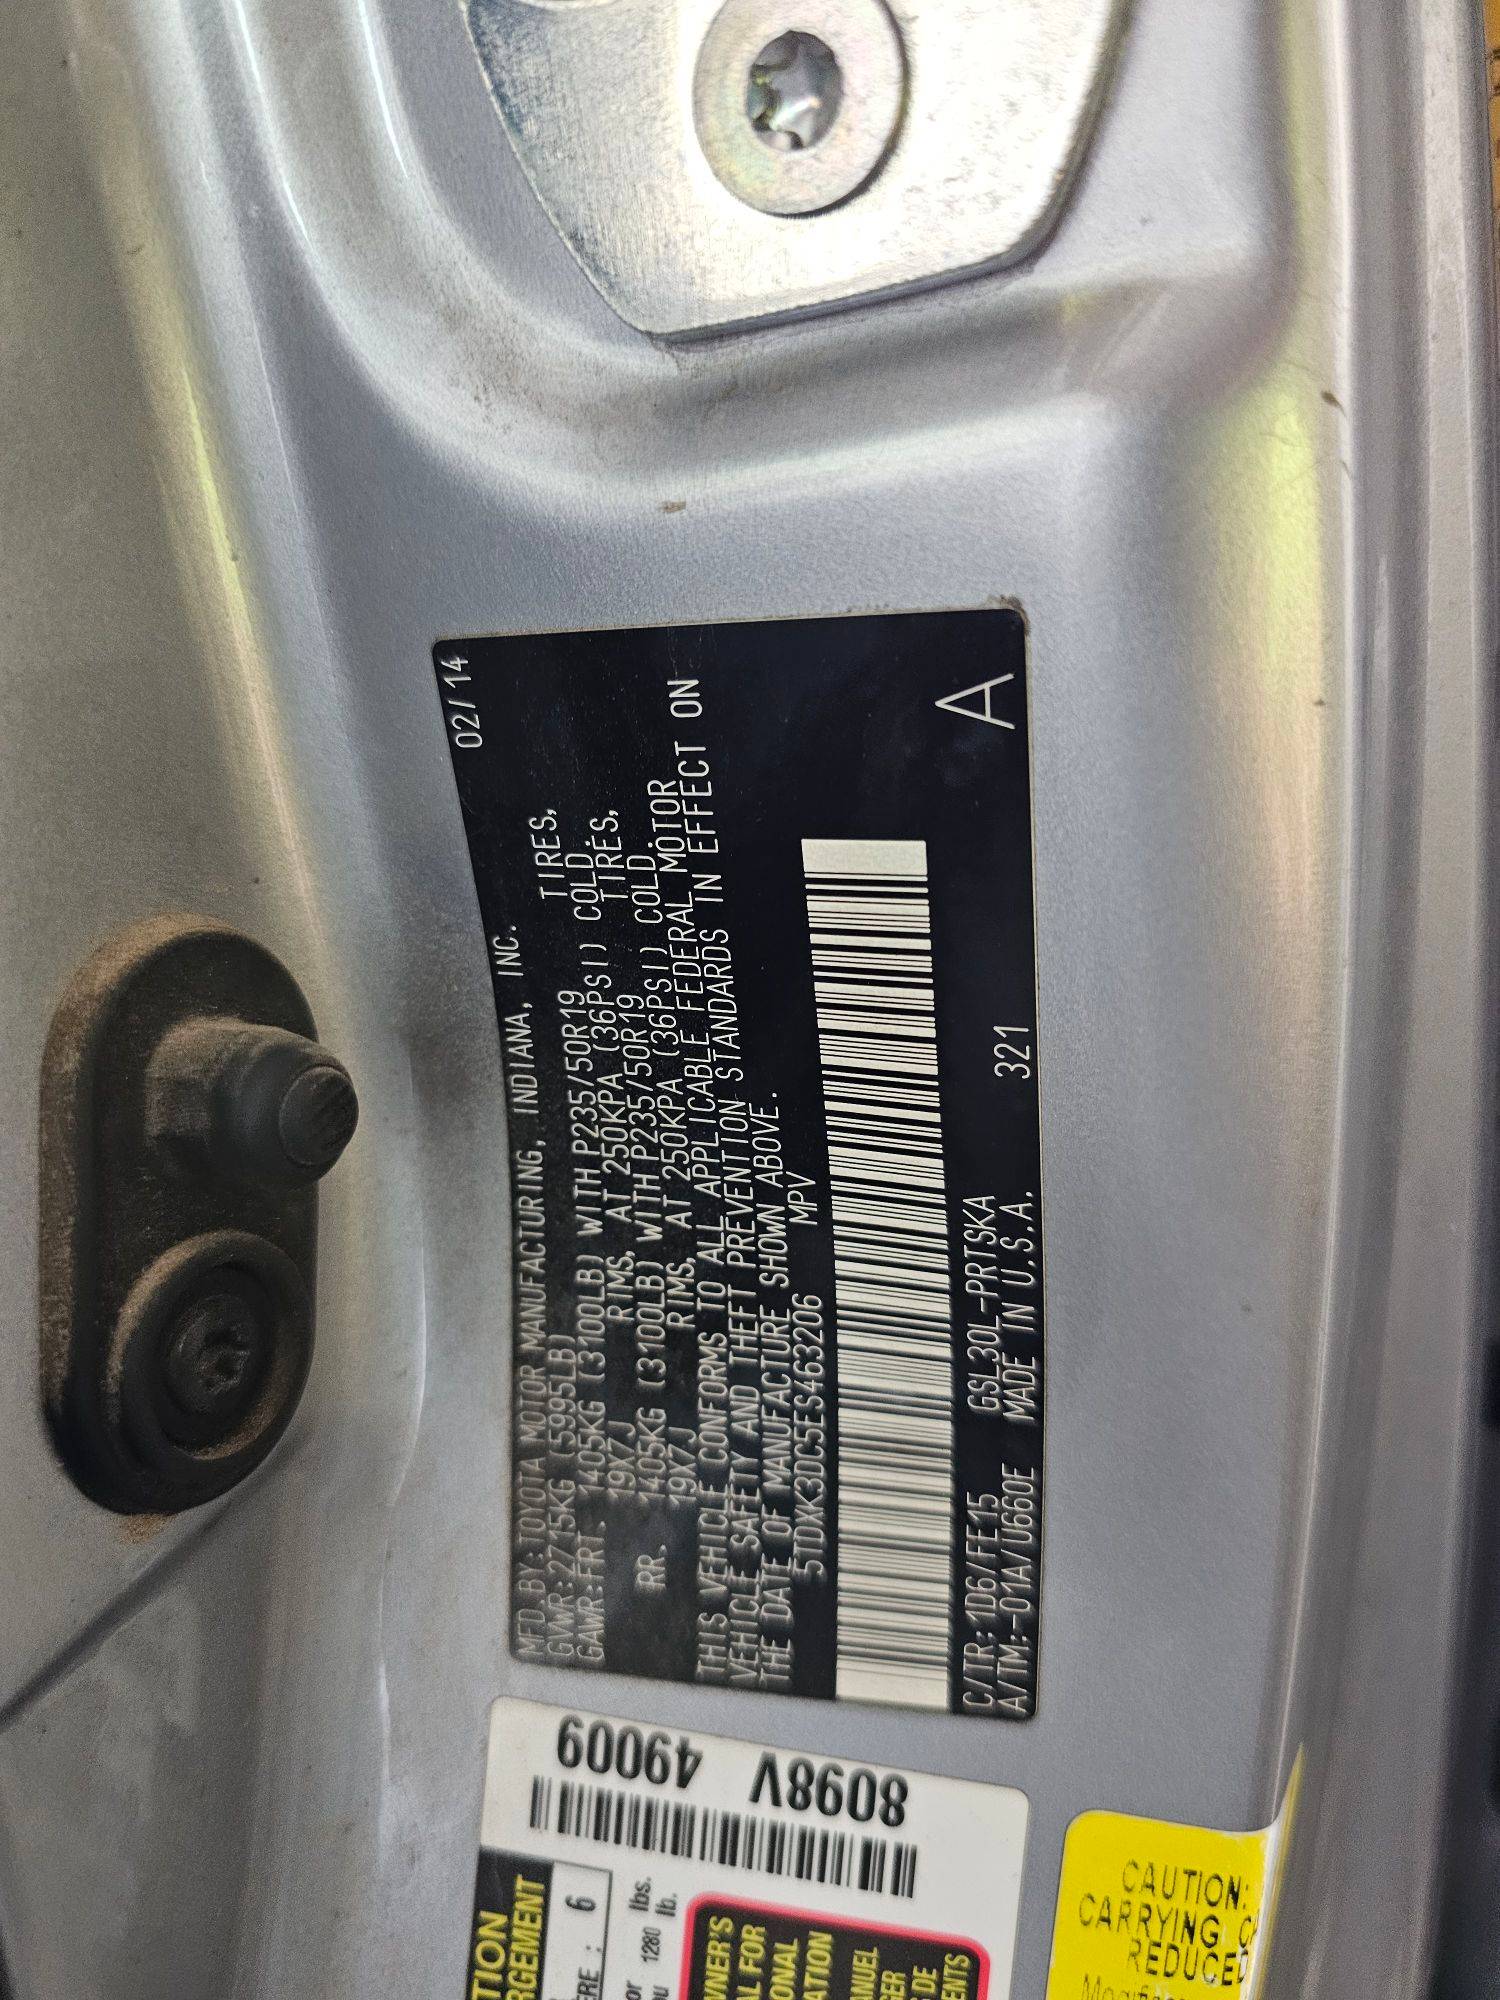 02/14
MFD. BY: TOYOTA MOTOR MANUFACTURING, INDIANA, INC.
GVWR: 2715KG (5995LB)
GAWR: FRT. 1405KG (3100LB) WITH P235/50R19 TIRES,
19X7J RIMS, AT 250KPA (36PSI) COLD.
RR. 1405KG (3100LB) WITH P235/50R19 TIRES,
19X7J RIMS, AT 250KPA (36PSI) COLD.
THIS VEHICLE CONFORMS TO ALL APPLICABLE FEDERAL MOTOR
VEHICLE SAFETY AND THEFT PREVENTION STANDARDS IN EFFECT ON
THE DATE OF MANUFACTURE SHOWN ABOVE.
5TDXK3DC5ES463206 MPV
C/TR: 1D6/FE15 GSL30L-PRTSKA
A/TM: -01A/U660E MADE IN U.S.A. 321
A
49009
8098V
6
1280 lbs.
lb.
CAUTION:
CARRYING
REDUCED